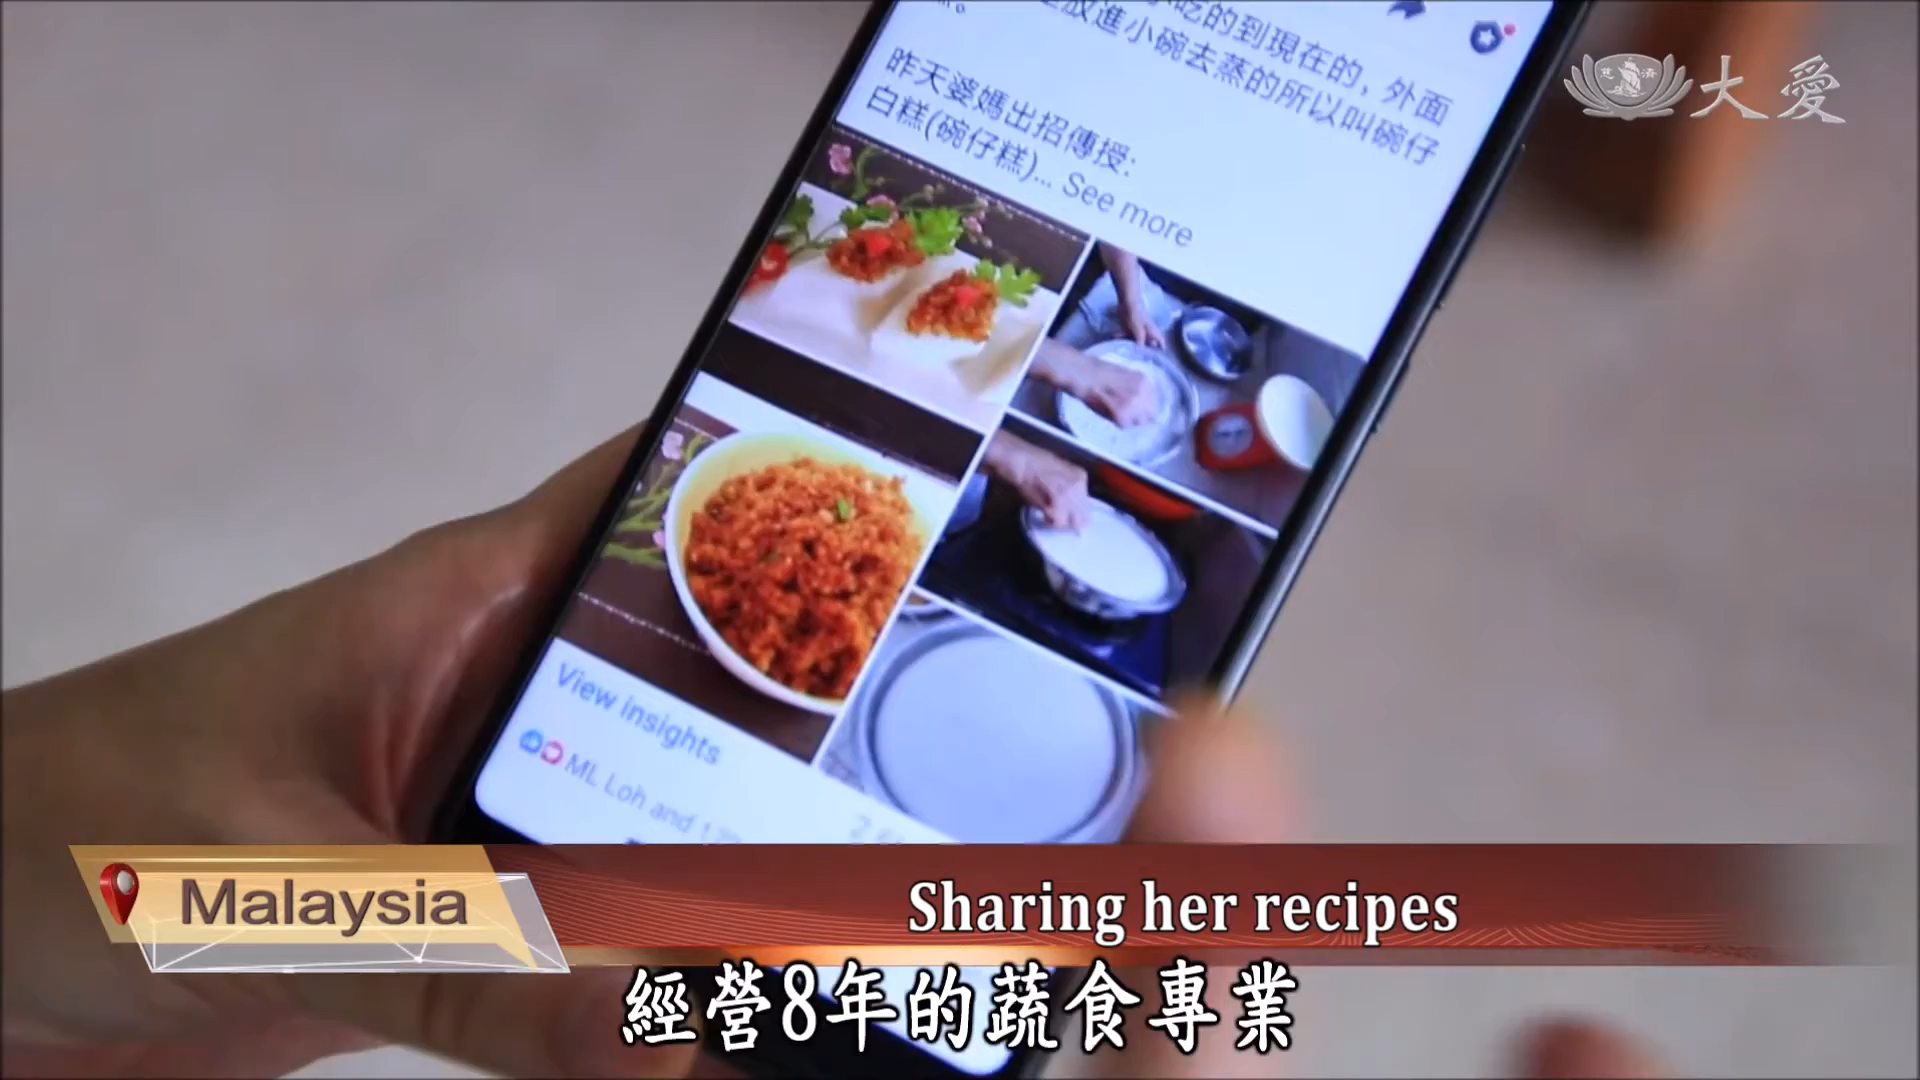 吃的到現在的，外面
放進小碗去蒸的所以叫碗仔
糕。
昨天婆媽出招傳授:
白糕(碗仔糕)... See more
大愛
View insights
ML Loh and
Malaysia
Sharing her recipes
經營8年的蔬食專業